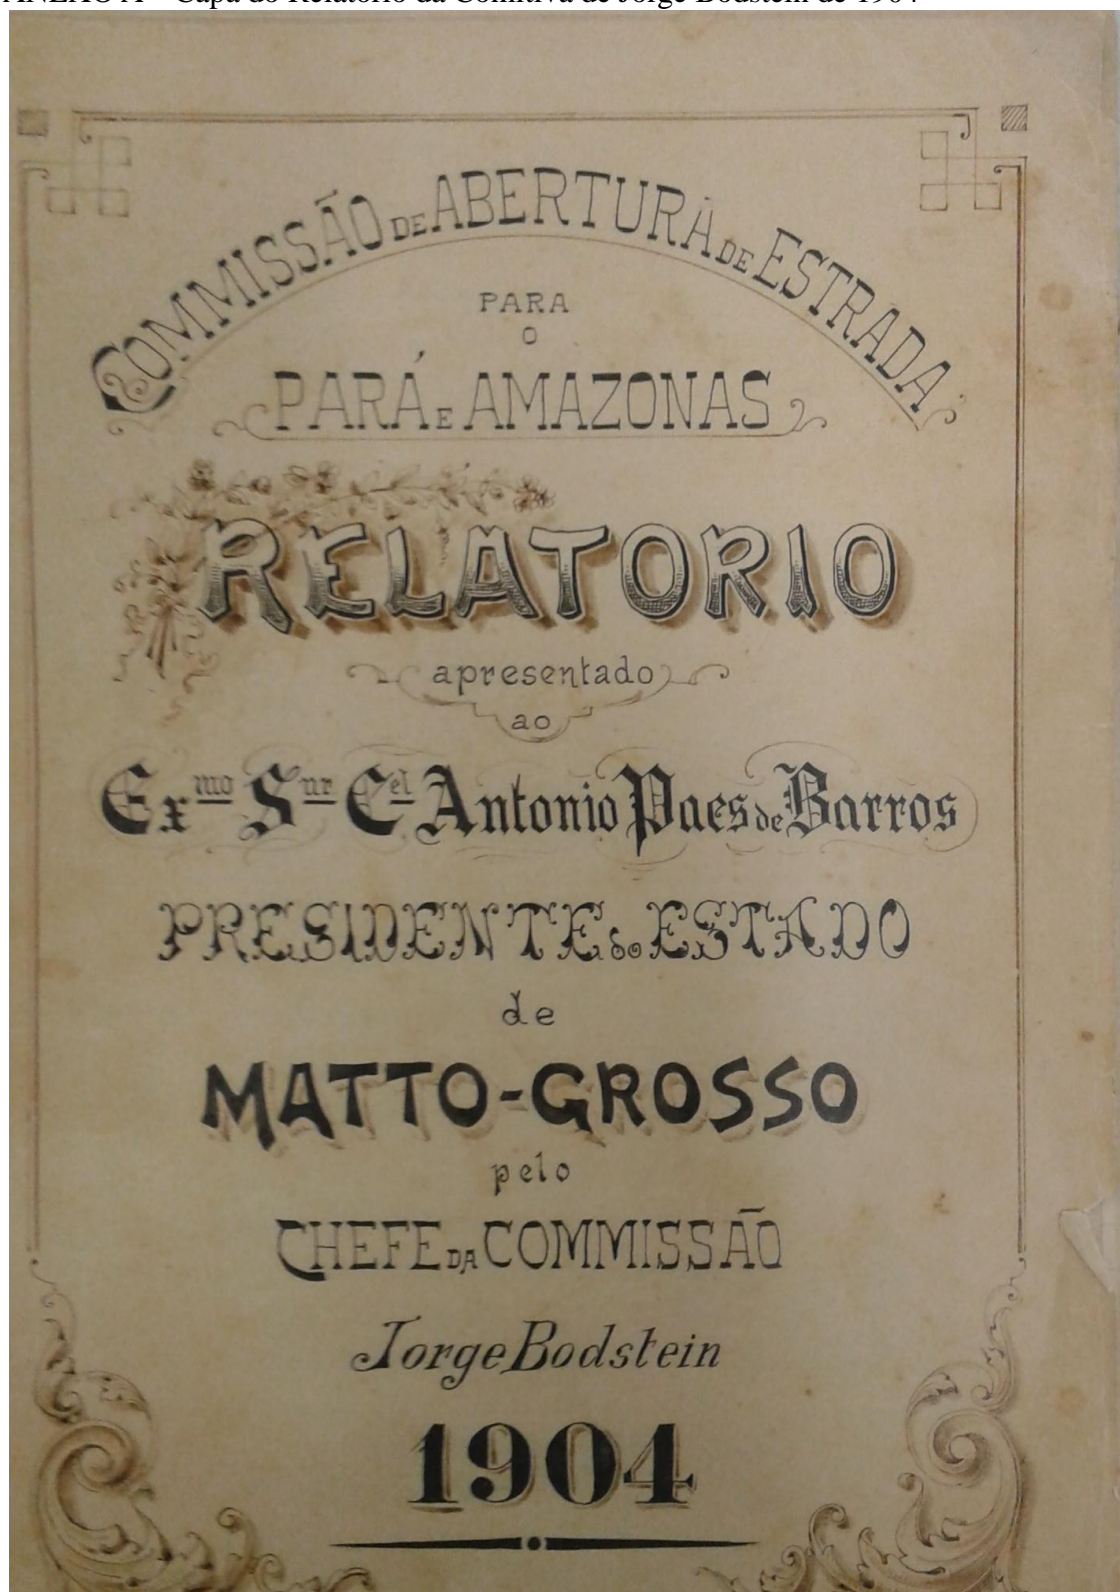 ANEXO A – Capa do Relatório da Comitiva de Jorge Bodstein de 1904
COMMISSÃO DE ABERTURA DE ESTRADA
PARA
O
PARÁ E AMAZONAS
RELATORIO
apresentado
ao
Exmo Snr Cel Antonio Paes de Barros
PRESIDENTE do ESTADO
de
MATTO-GROSSO
pelo
CHEFE DA COMMISSÃO
Jorge Bodstein
1904